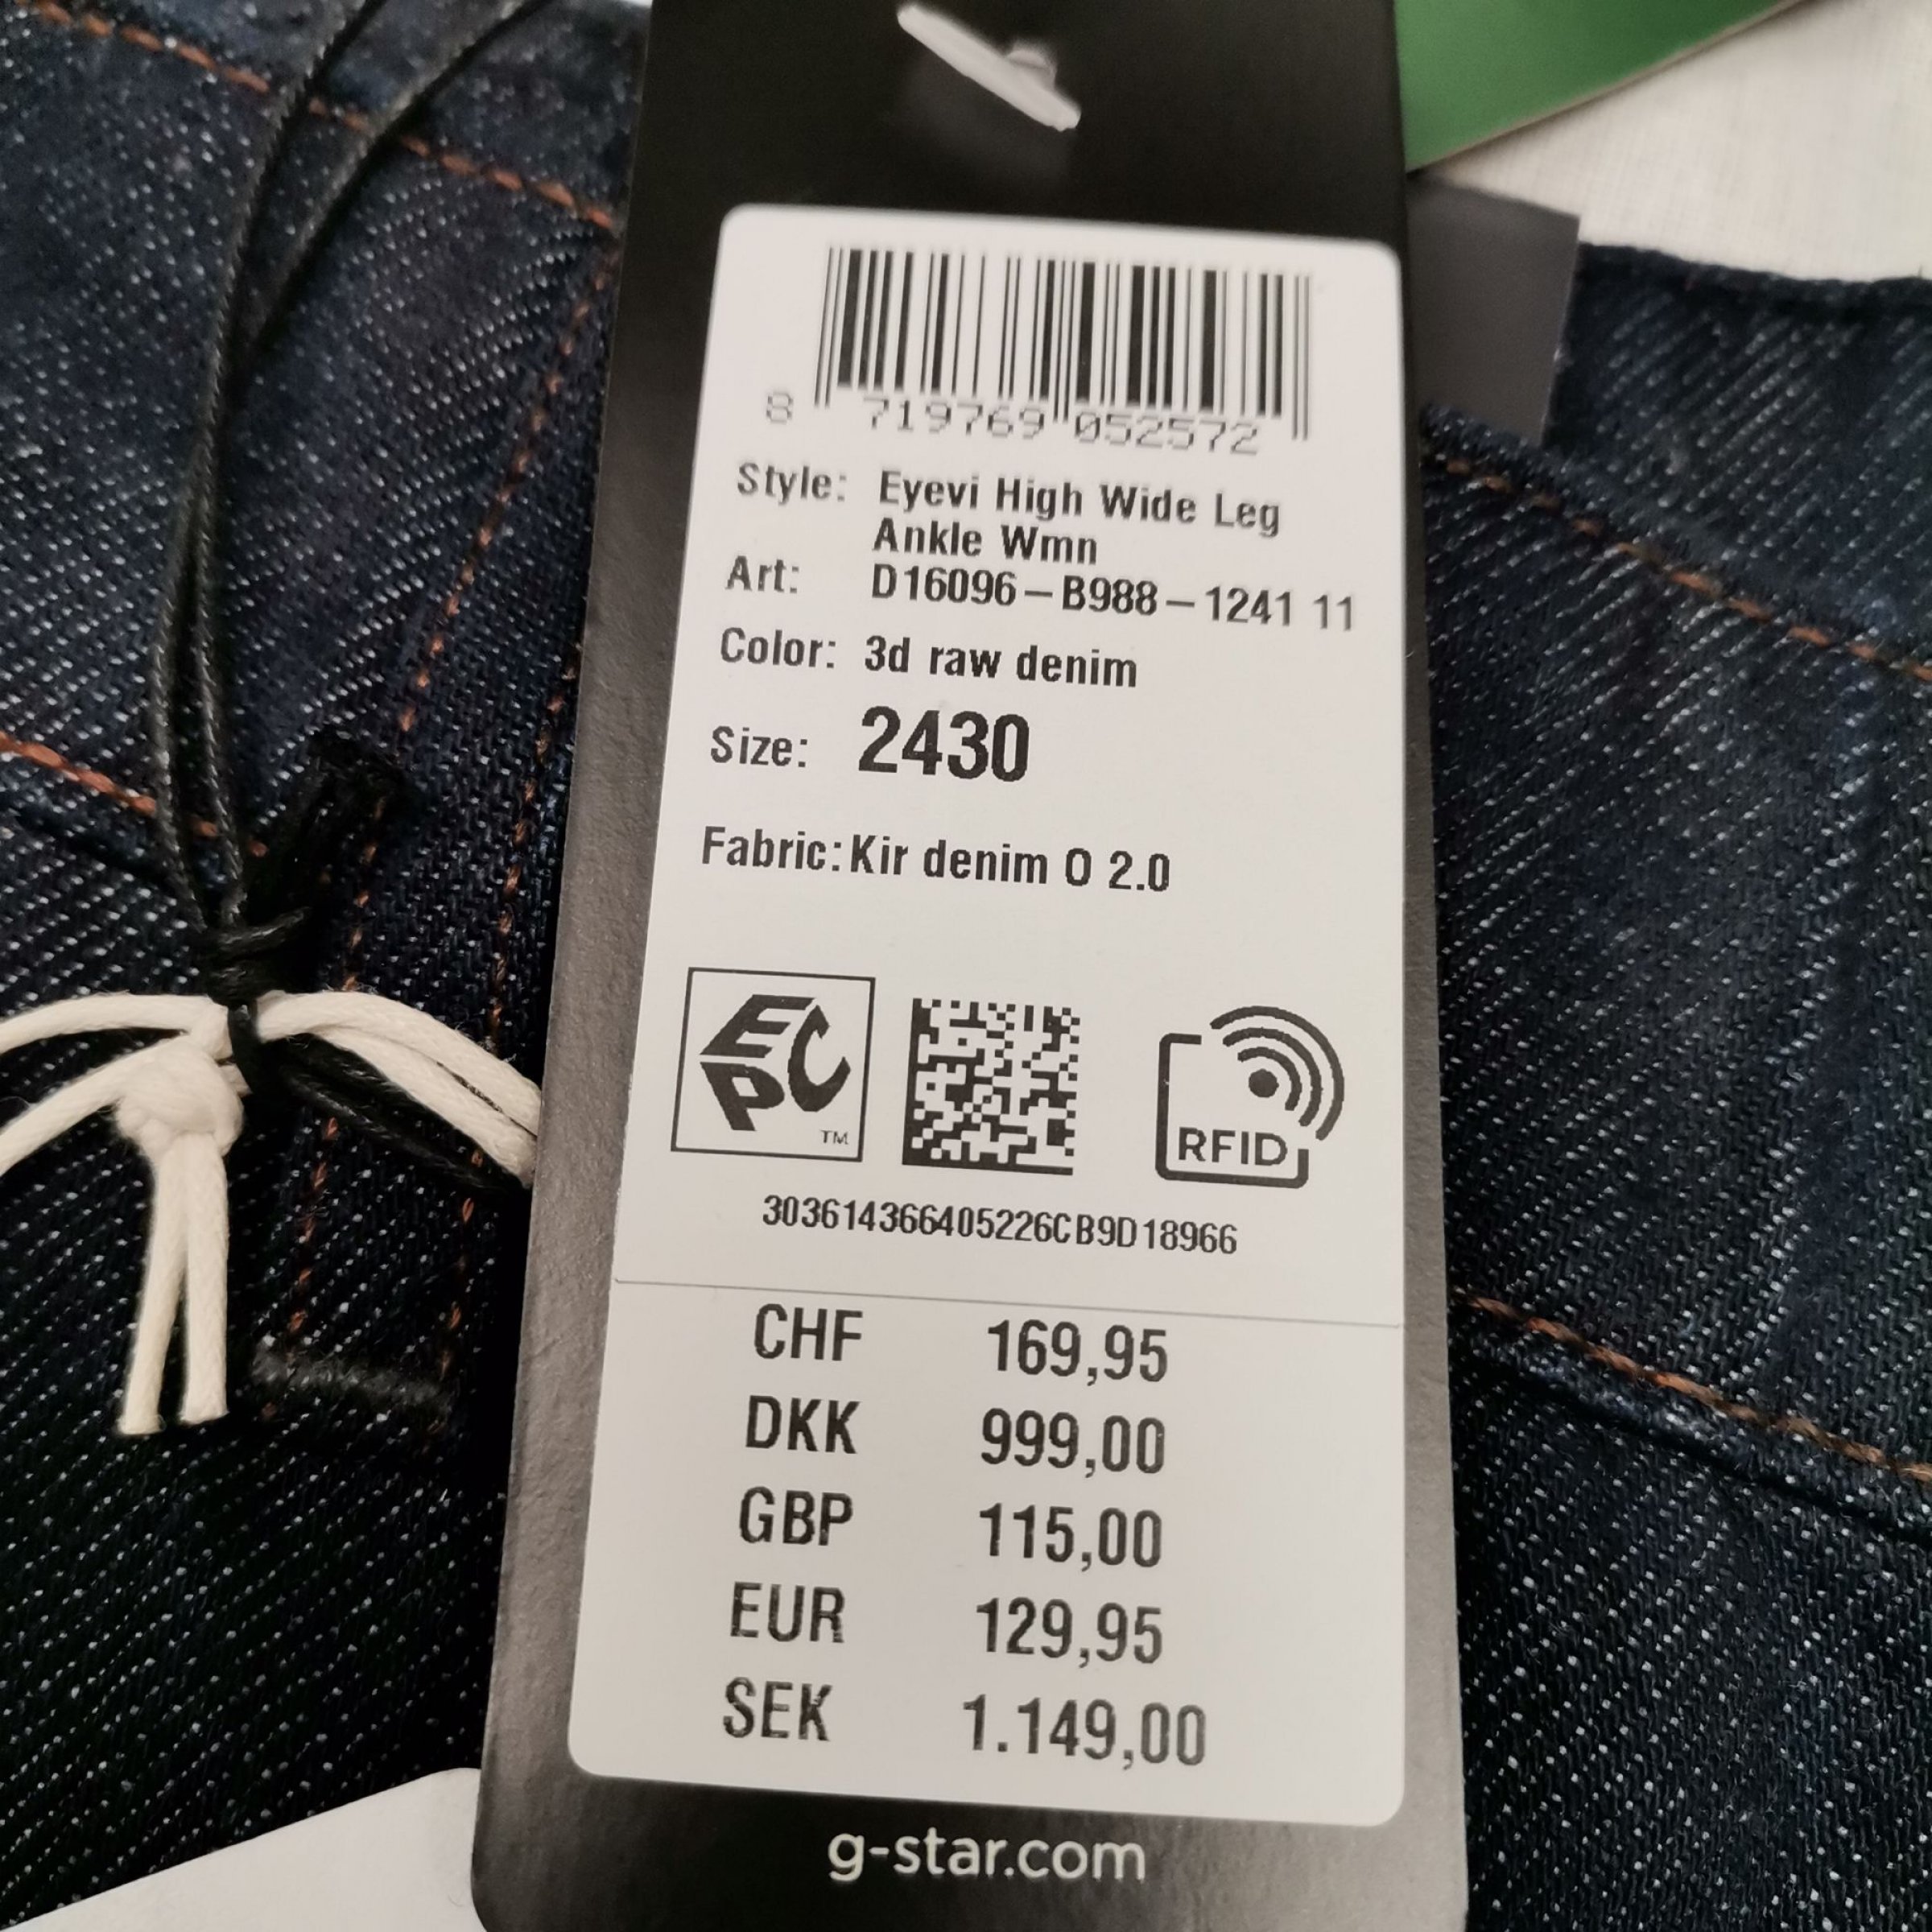 8 719769 052572
Style: Eyevi High Wide Leg
Ankle Wmn
Art: D16096-B988-1241 11
Color: 3d raw denim
Size: 2430
Fabric: Kir denim O 2.0
EPC TM
RFID
303614366405226CB9D18966
CHF 169,95
DKK 999,00
GBP 115,00
EUR 129,95
SEK 1.149,00
g-star.com